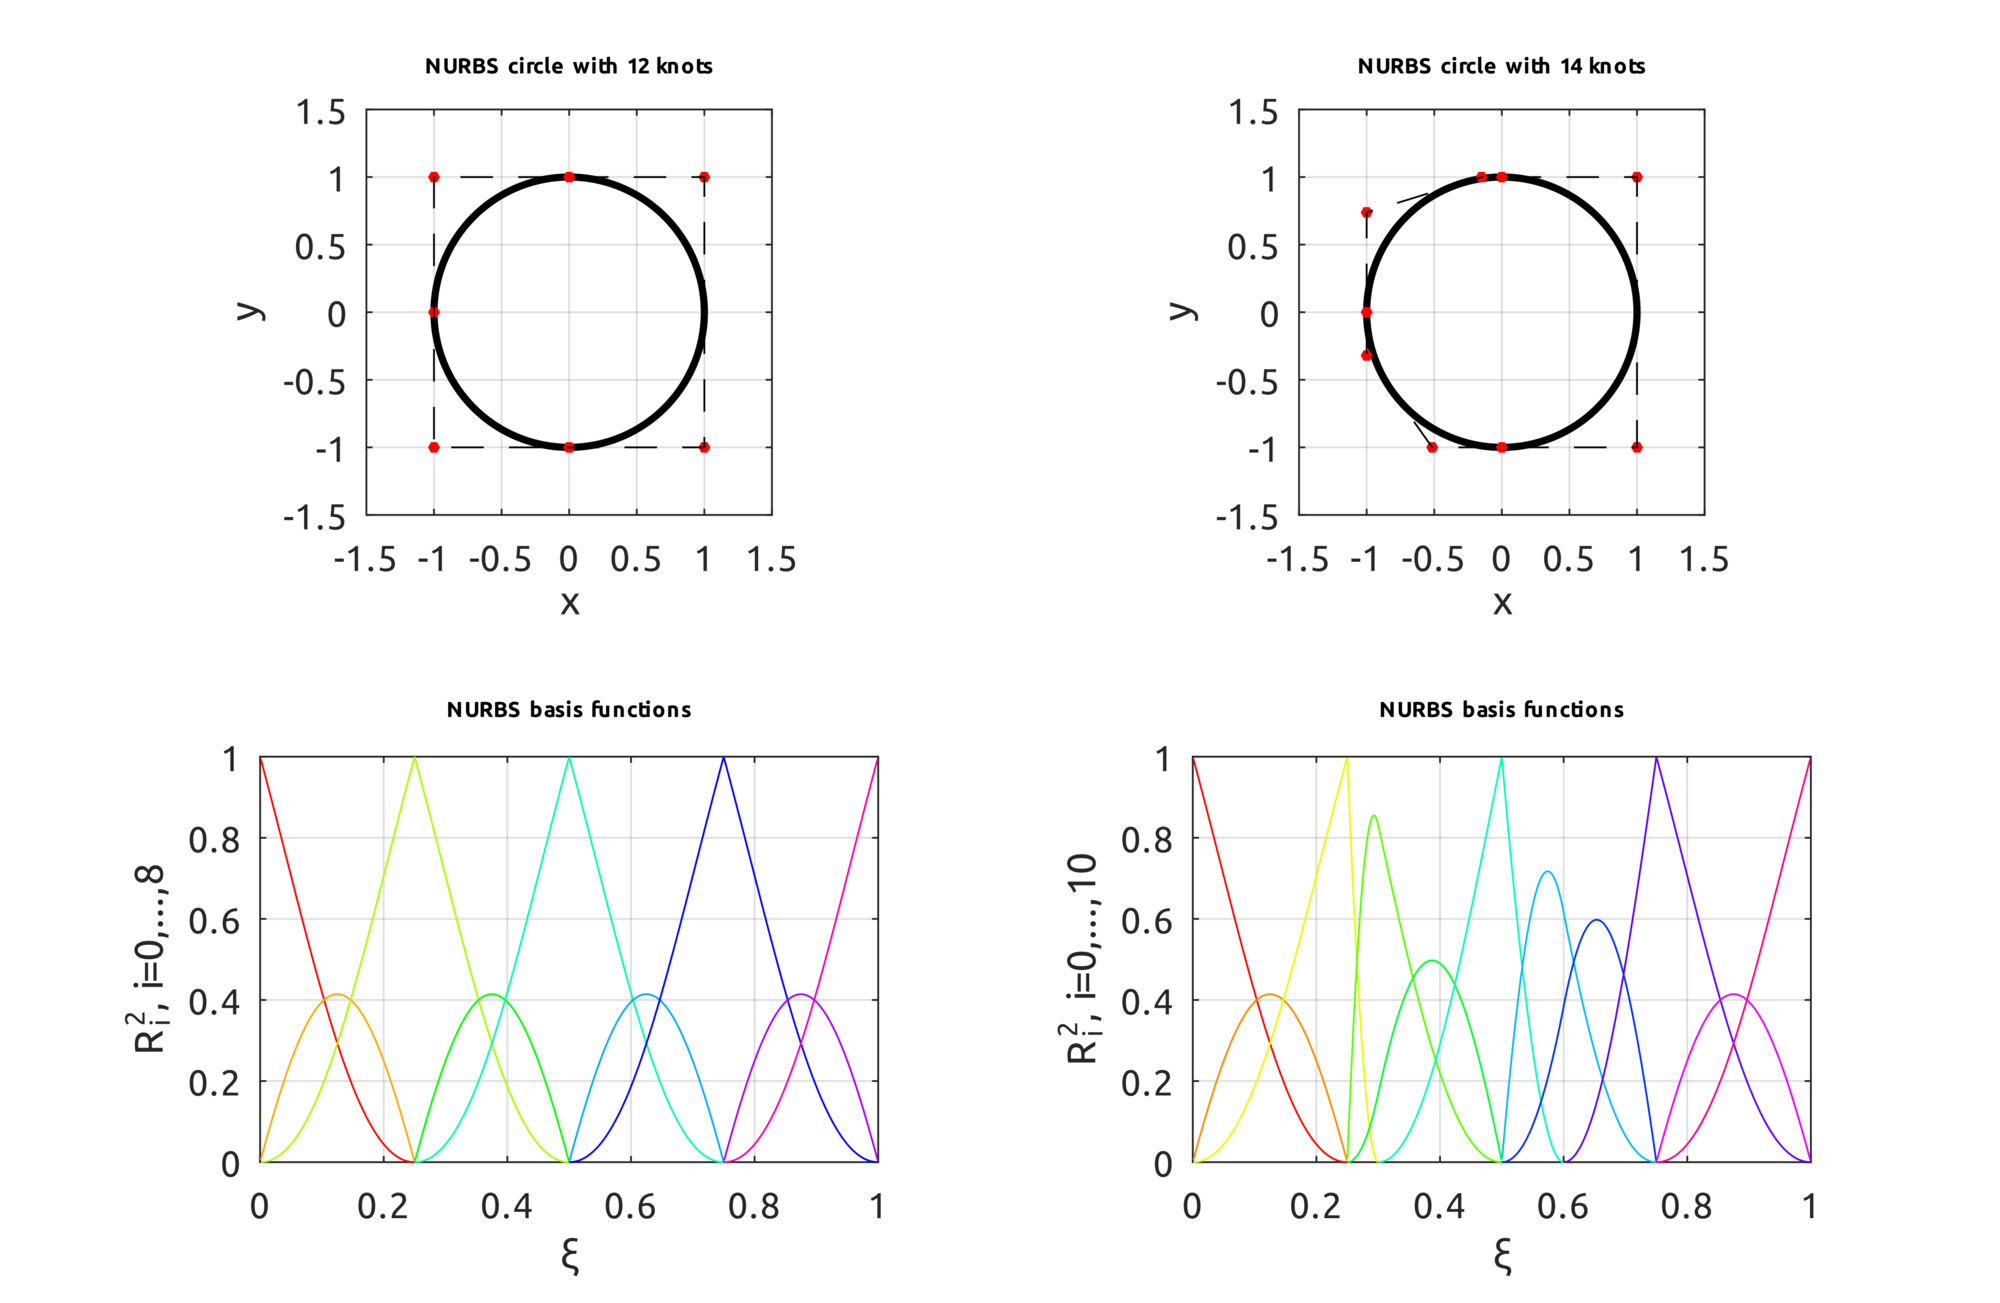 NURBS circle with 12 knots
1.5
1
0.5
0
-0.5
-1
-1.5
y
-1.5 -1 -0.5 0 0.5 1 1.5
x
NURBS circle with 14 knots
1.5
1
0.5
0
-0.5
-1
-1.5
y
-1.5 -1 -0.5 0 0.5 1 1.5
x
NURBS basis functions
1
0.8
0.6
0.4
0.2
0
R_i^2, i=0,...,8
0 0.2 0.4 0.6 0.8 1
ξ
NURBS basis functions
1
0.8
0.6
0.4
0.2
0
R_i^2, i=0,...,10
0 0.2 0.4 0.6 0.8 1
ξ